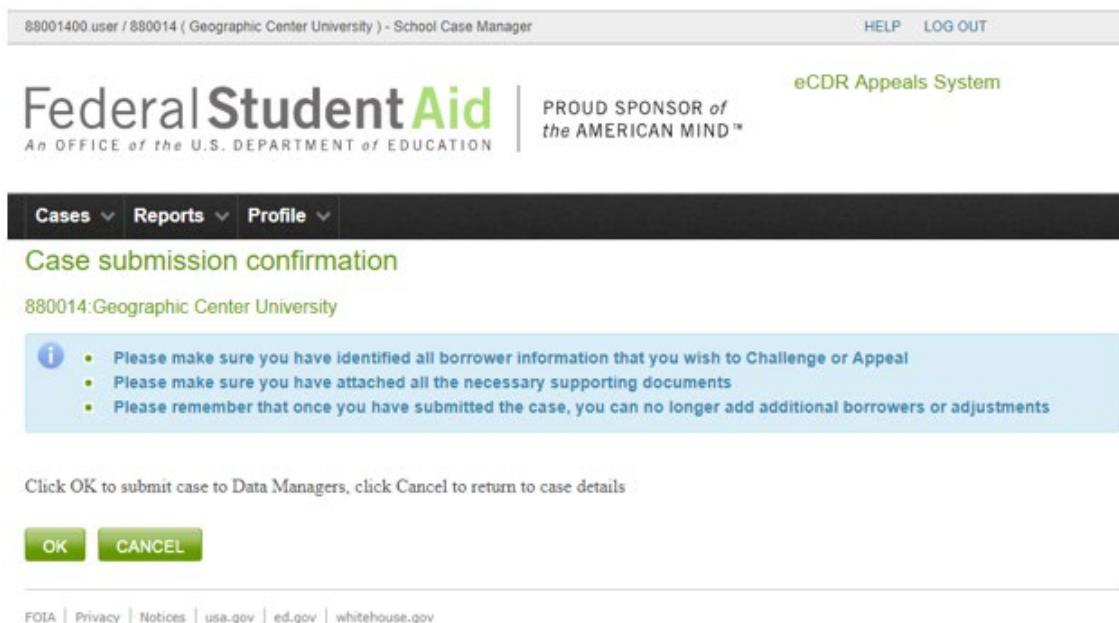 88001400.user / 880014 ( Geographic Center University ) - School Case Manager HELP LOG OUT
eCDR Appeals System
Federal Student Aid
An OFFICE of the U.S. DEPARTMENT of EDUCATION
PROUD SPONSOR of
the AMERICAN MIND™
Cases Reports Profile
Case submission confirmation
880014:Geographic Center University
i
• Please make sure you have identified all borrower information that you wish to Challenge or Appeal
• Please make sure you have attached all the necessary supporting documents
• Please remember that once you have submitted the case, you can no longer add additional borrowers or adjustments
Click OK to submit case to Data Managers, click Cancel to return to case details
OK CANCEL
FOIA | Privacy | Notices | usa.gov | ed.gov | whitehouse.gov